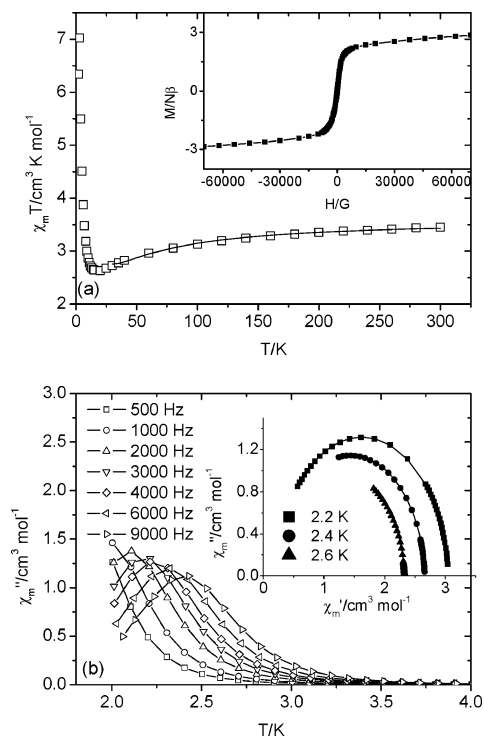 7
6
5
4
3
2
χₘT/cm³ K mol⁻¹
(a)
0 50 100 150 200 250 300
T/K
3
0
-3
M/Nβ
-60000 -30000 0 30000 60000
H/G
3.0
2.5
2.0
1.5
1.0
0.5
0.0
χₘ''/cm³ mol⁻¹
500 Hz
1000 Hz
2000 Hz
3000 Hz
4000 Hz
6000 Hz
9000 Hz
(b)
2.0 2.5 3.0 3.5 4.0
T/K
1.2
0.8
0.4
0.0
χₘ''/cm³ mol⁻¹
2.2 K
2.4 K
2.6 K
0 1 2 3 4
χₘ'/cm³ mol⁻¹